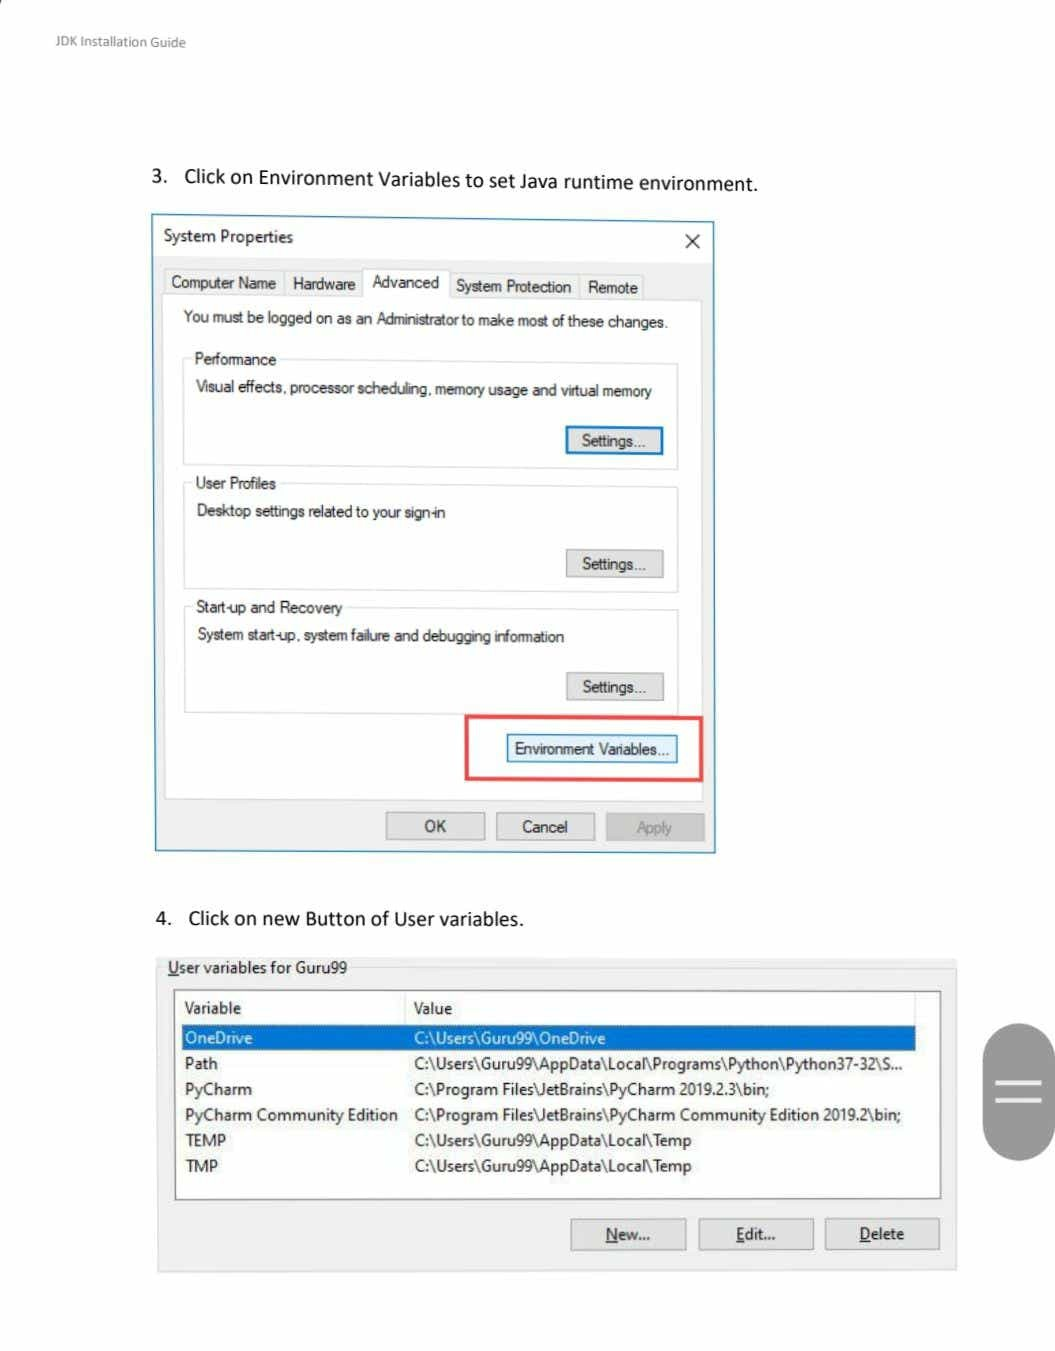 JDK Installation Guide
3. Click on Environment Variables to set Java runtime environment.
System Properties
Computer Name Hardware Advanced System Protection Remote
You must be logged on as an Administrator to make most of these changes.
Performance
Visual effects, processor scheduling, memory usage and virtual memory
Settings...
User Profiles
Desktop settings related to your sign-in
Settings...
Start-up and Recovery
System start-up, system failure and debugging information
Settings...
Environment Variables...
OK Cancel Apply
4. Click on new Button of User variables.
User variables for Guru99
Variable Value
OneDrive C:\Users\Guru99\OneDrive
Path C:\Users\Guru99\AppData\Local\Programs\Python\Python37-32\S...
PyCharm C:\Program Files\JetBrains\PyCharm 2019.2.3\bin;
PyCharm Community Edition C:\Program Files\JetBrains\PyCharm Community Edition 2019.2\bin;
TEMP C:\Users\Guru99\AppData\Local\Temp
TMP C:\Users\Guru99\AppData\Local\Temp
New... Edit... Delete